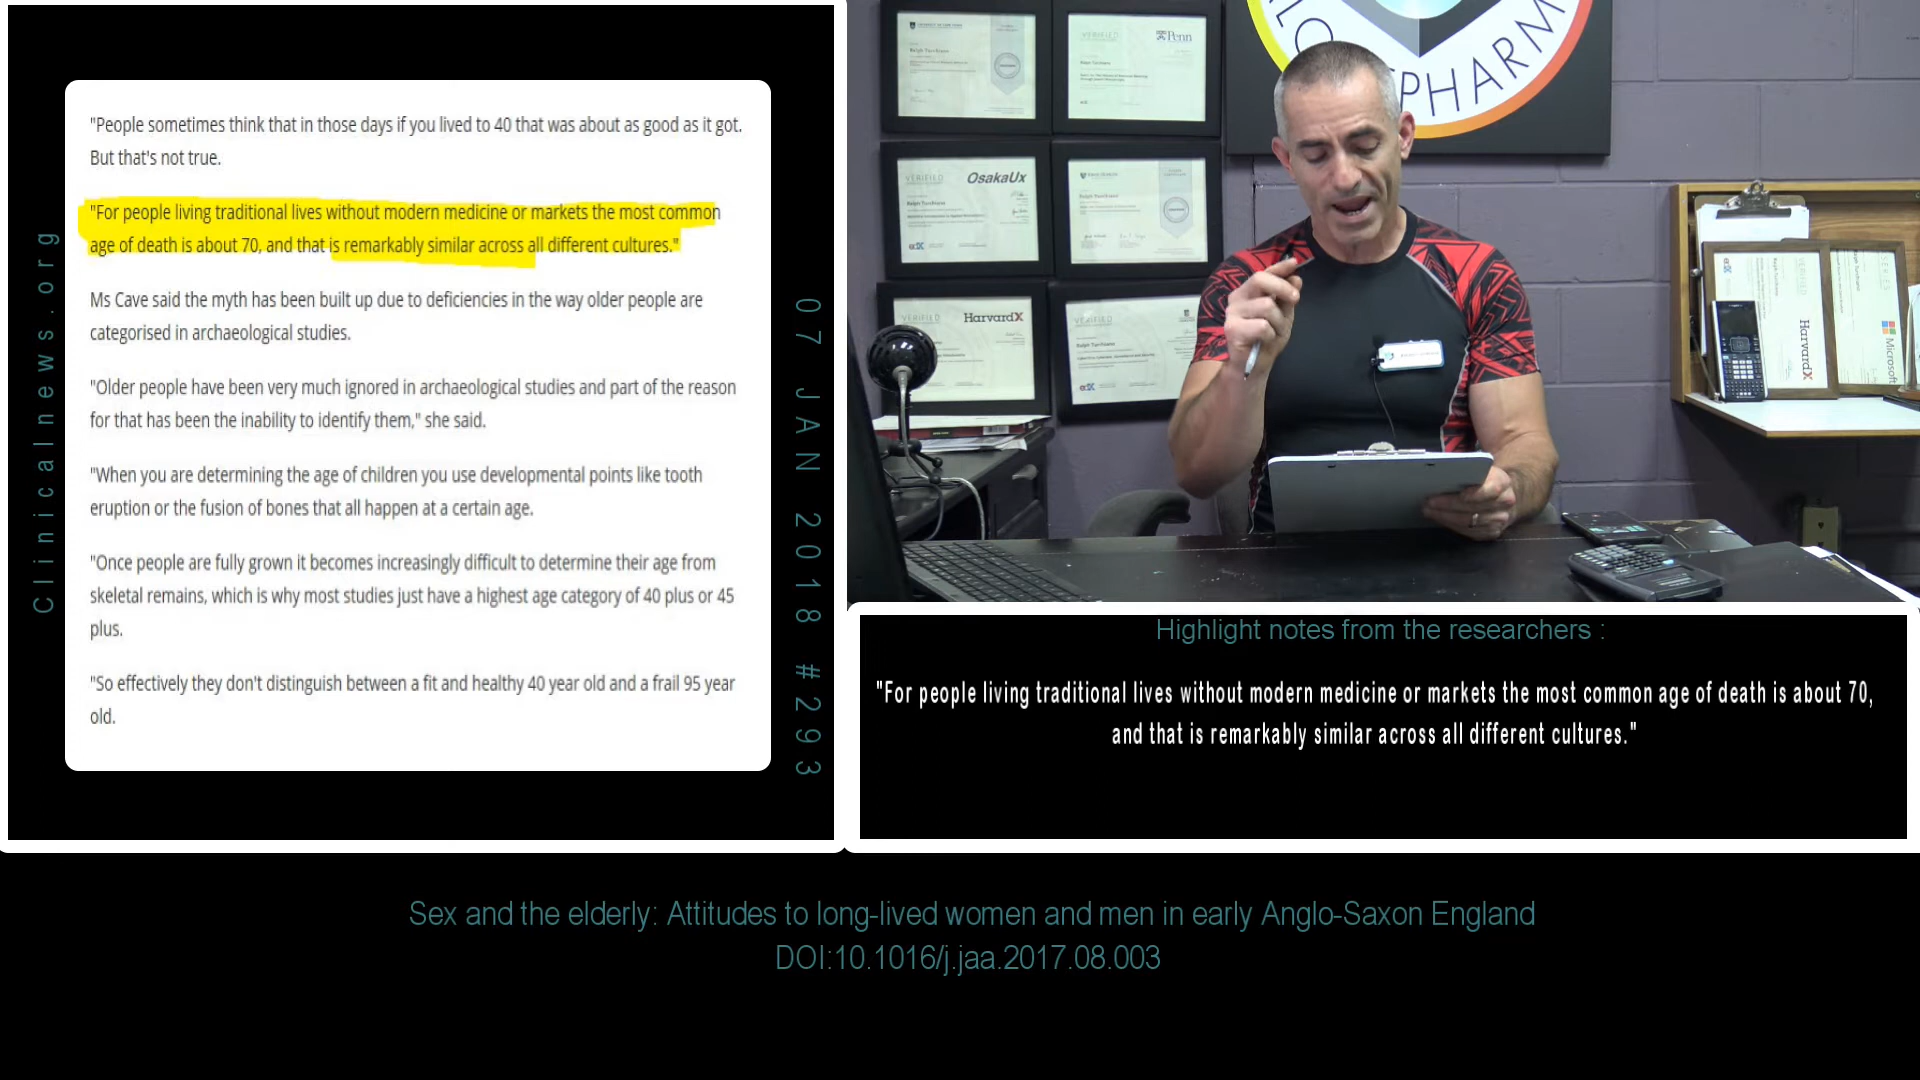 Clinicalnews.org
"People sometimes think that in those days if you lived to 40 that was about as good as it got.
But that's not true.
"For people living traditional lives without modern medicine or markets the most common
age of death is about 70, and that is remarkably similar across all different cultures."
Ms Cave said the myth has been built up due to deficiencies in the way older people are
categorised in archaeological studies.
"Older people have been very much ignored in archaeological studies and part of the reason
for that has been the inability to identify them," she said.
"When you are determining the age of children you use developmental points like tooth
eruption or the fusion of bones that all happen at a certain age.
"Once people are fully grown it becomes increasingly difficult to determine their age from
skeletal remains, which is why most studies just have a highest age category of 40 plus or 45
plus.
"So effectively they don't distinguish between a fit and healthy 40 year old and a frail 95 year
old.
07 JAN 2018 #293
VERIFIED
Penn
PHARM
VERIFIED
OsakaUx
VERIFIED
HarvardX
VERIFIED
VERIFIED
HarvardX
Microsoft
Highlight notes from the researchers :
"For people living traditional lives without modern medicine or markets the most common age of death is about 70,
and that is remarkably similar across all different cultures."
Sex and the elderly: Attitudes to long-lived women and men in early Anglo-Saxon England
DOI:10.1016/j.jaa.2017.08.003